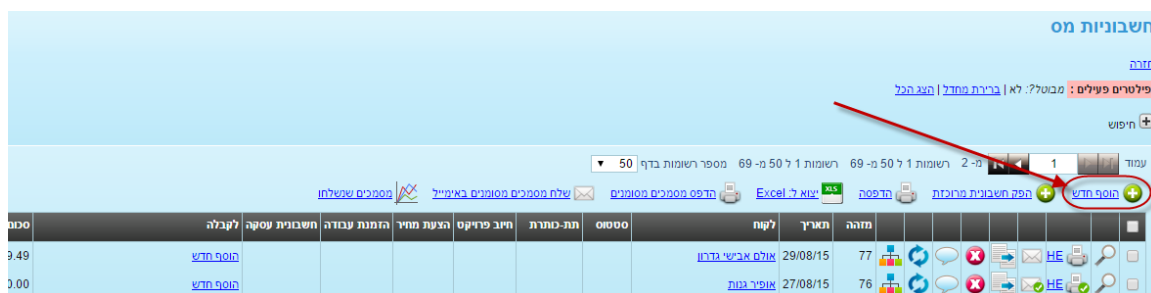 חשבוניות מס
חזרה
פילטרים פעילים : מבוטל?: לא | ברירת מחדל | הצג הכל
חיפוש
עמוד 1 מ- 2 רשומות 1 ל 50 מ- 69 רשומות 1 ל 50 מ- 69 מספר רשומות בדף 50
הוסף חדש הפק חשבונית מרוכזת הדפסה יצוא ל: Excel הדפס מסמכים מסומנים שלח מסמכים מסומנים באימייל מסמכים שנשלחו
מזהה תאריך לקוח סטטוס תת-כותרת חיוב פרויקט הצעת מחיר הזמנת עבודה חשבונית עסקה לקבלה סכום
HE 77 29/08/15 אולם אבישי גדרון הוסף חדש 9.49
HE 76 27/08/15 אופיר גנות הוסף חדש 0.00